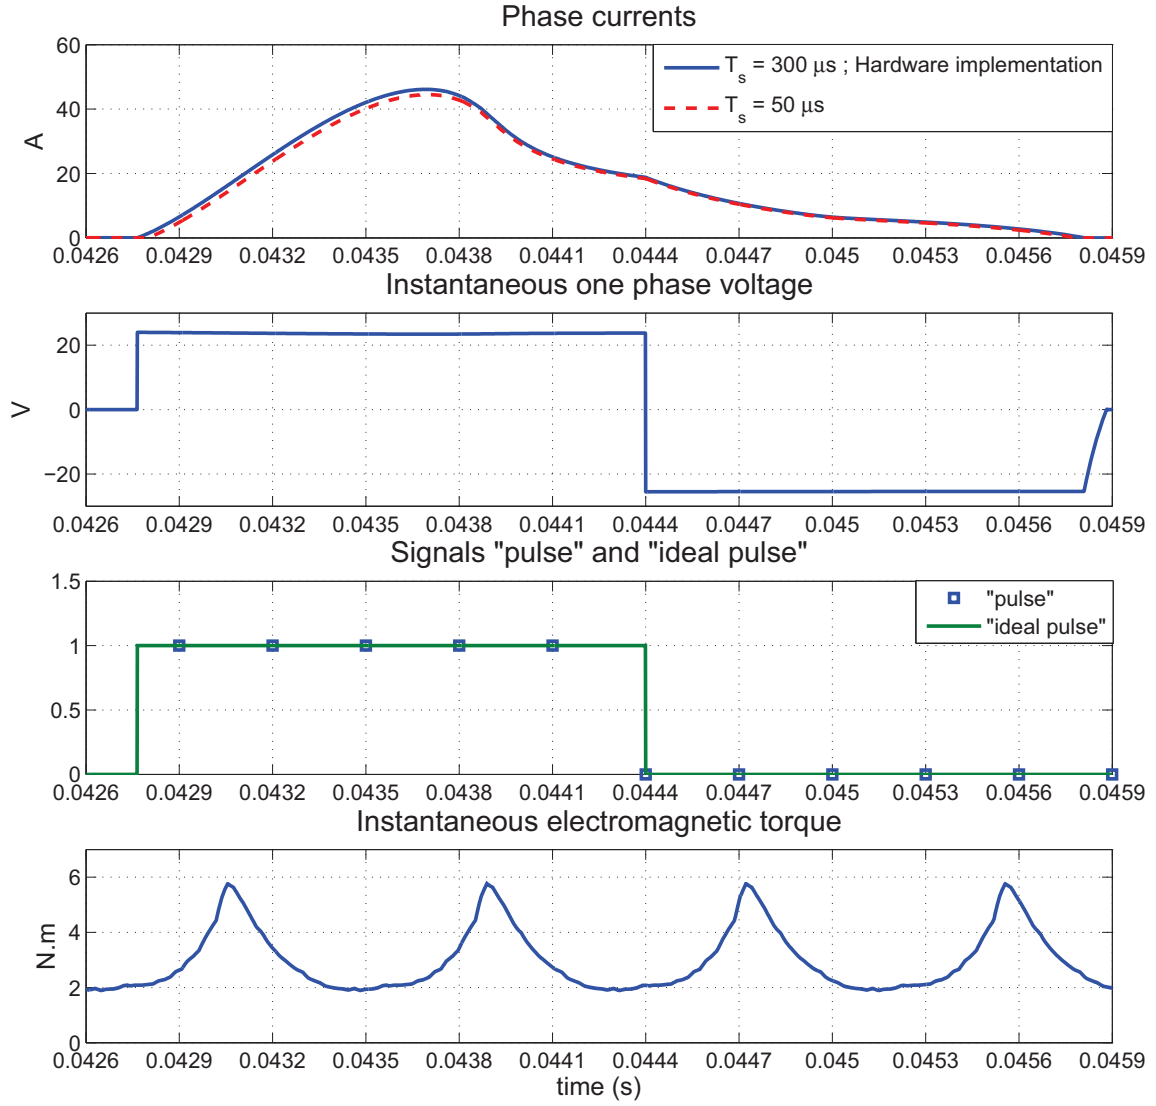 Phase currents
60
40
20
0
A
T_s = 300 μs ; Hardware implementation
T_s = 50 μs
0.0426 0.0429 0.0432 0.0435 0.0438 0.0441 0.0444 0.0447 0.045 0.0453 0.0456 0.0459
Instantaneous one phase voltage
20
0
−20
V
0.0426 0.0429 0.0432 0.0435 0.0438 0.0441 0.0444 0.0447 0.045 0.0453 0.0456 0.0459
Signals "pulse" and "ideal pulse"
1.5
1
0.5
0
"pulse"
"ideal pulse"
0.0426 0.0429 0.0432 0.0435 0.0438 0.0441 0.0444 0.0447 0.045 0.0453 0.0456 0.0459
Instantaneous electromagnetic torque
6
4
2
0
N.m
0.0426 0.0429 0.0432 0.0435 0.0438 0.0441 0.0444 0.0447 0.045 0.0453 0.0456 0.0459
time (s)